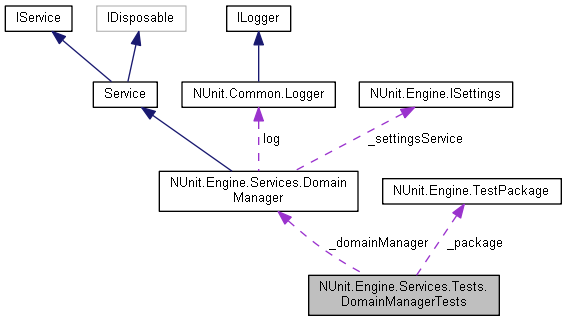 IService
IDisposable
ILogger
Service
NUnit.Common.Logger
NUnit.Engine.ISettings
log
_settingsService
NUnit.Engine.Services.Domain
Manager
NUnit.Engine.TestPackage
_domainManager
_package
NUnit.Engine.Services.Tests.
DomainManagerTests